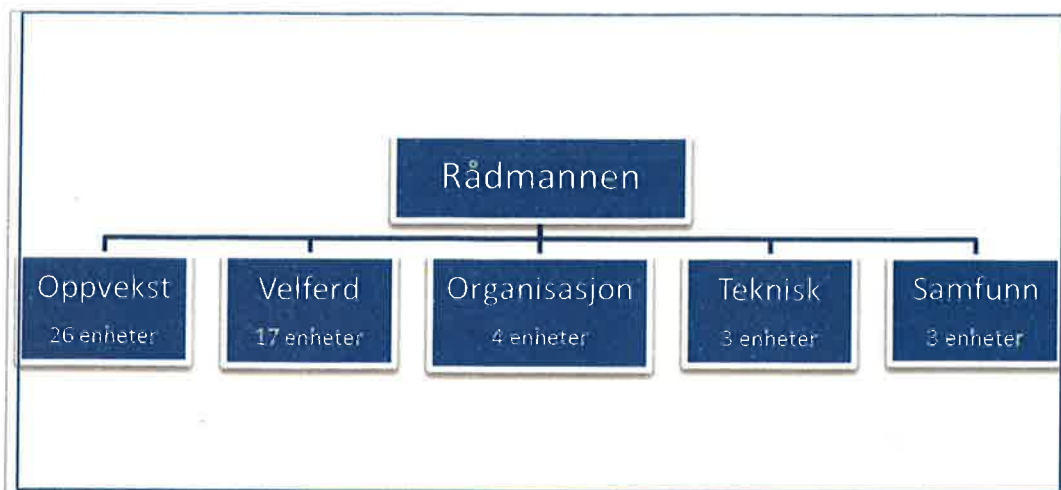 Rådmannen
Oppvekst
26 enheter
Velferd
17 enheter
Organisasjon
4 enheter
Teknisk
3 enheter
Samfunn
3 enheter